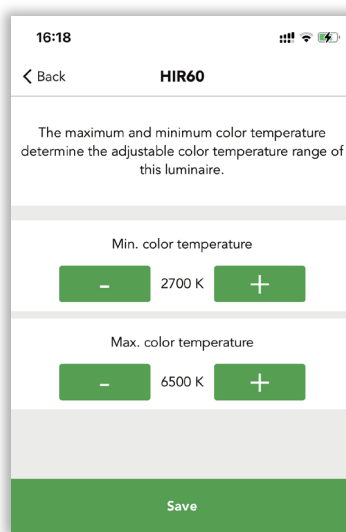 16:18
Back
HIR60
The maximum and minimum color temperature
determine the adjustable color temperature range of
this luminaire.
Min. color temperature
- 2700 K +
Max. color temperature
- 6500 K +
Save